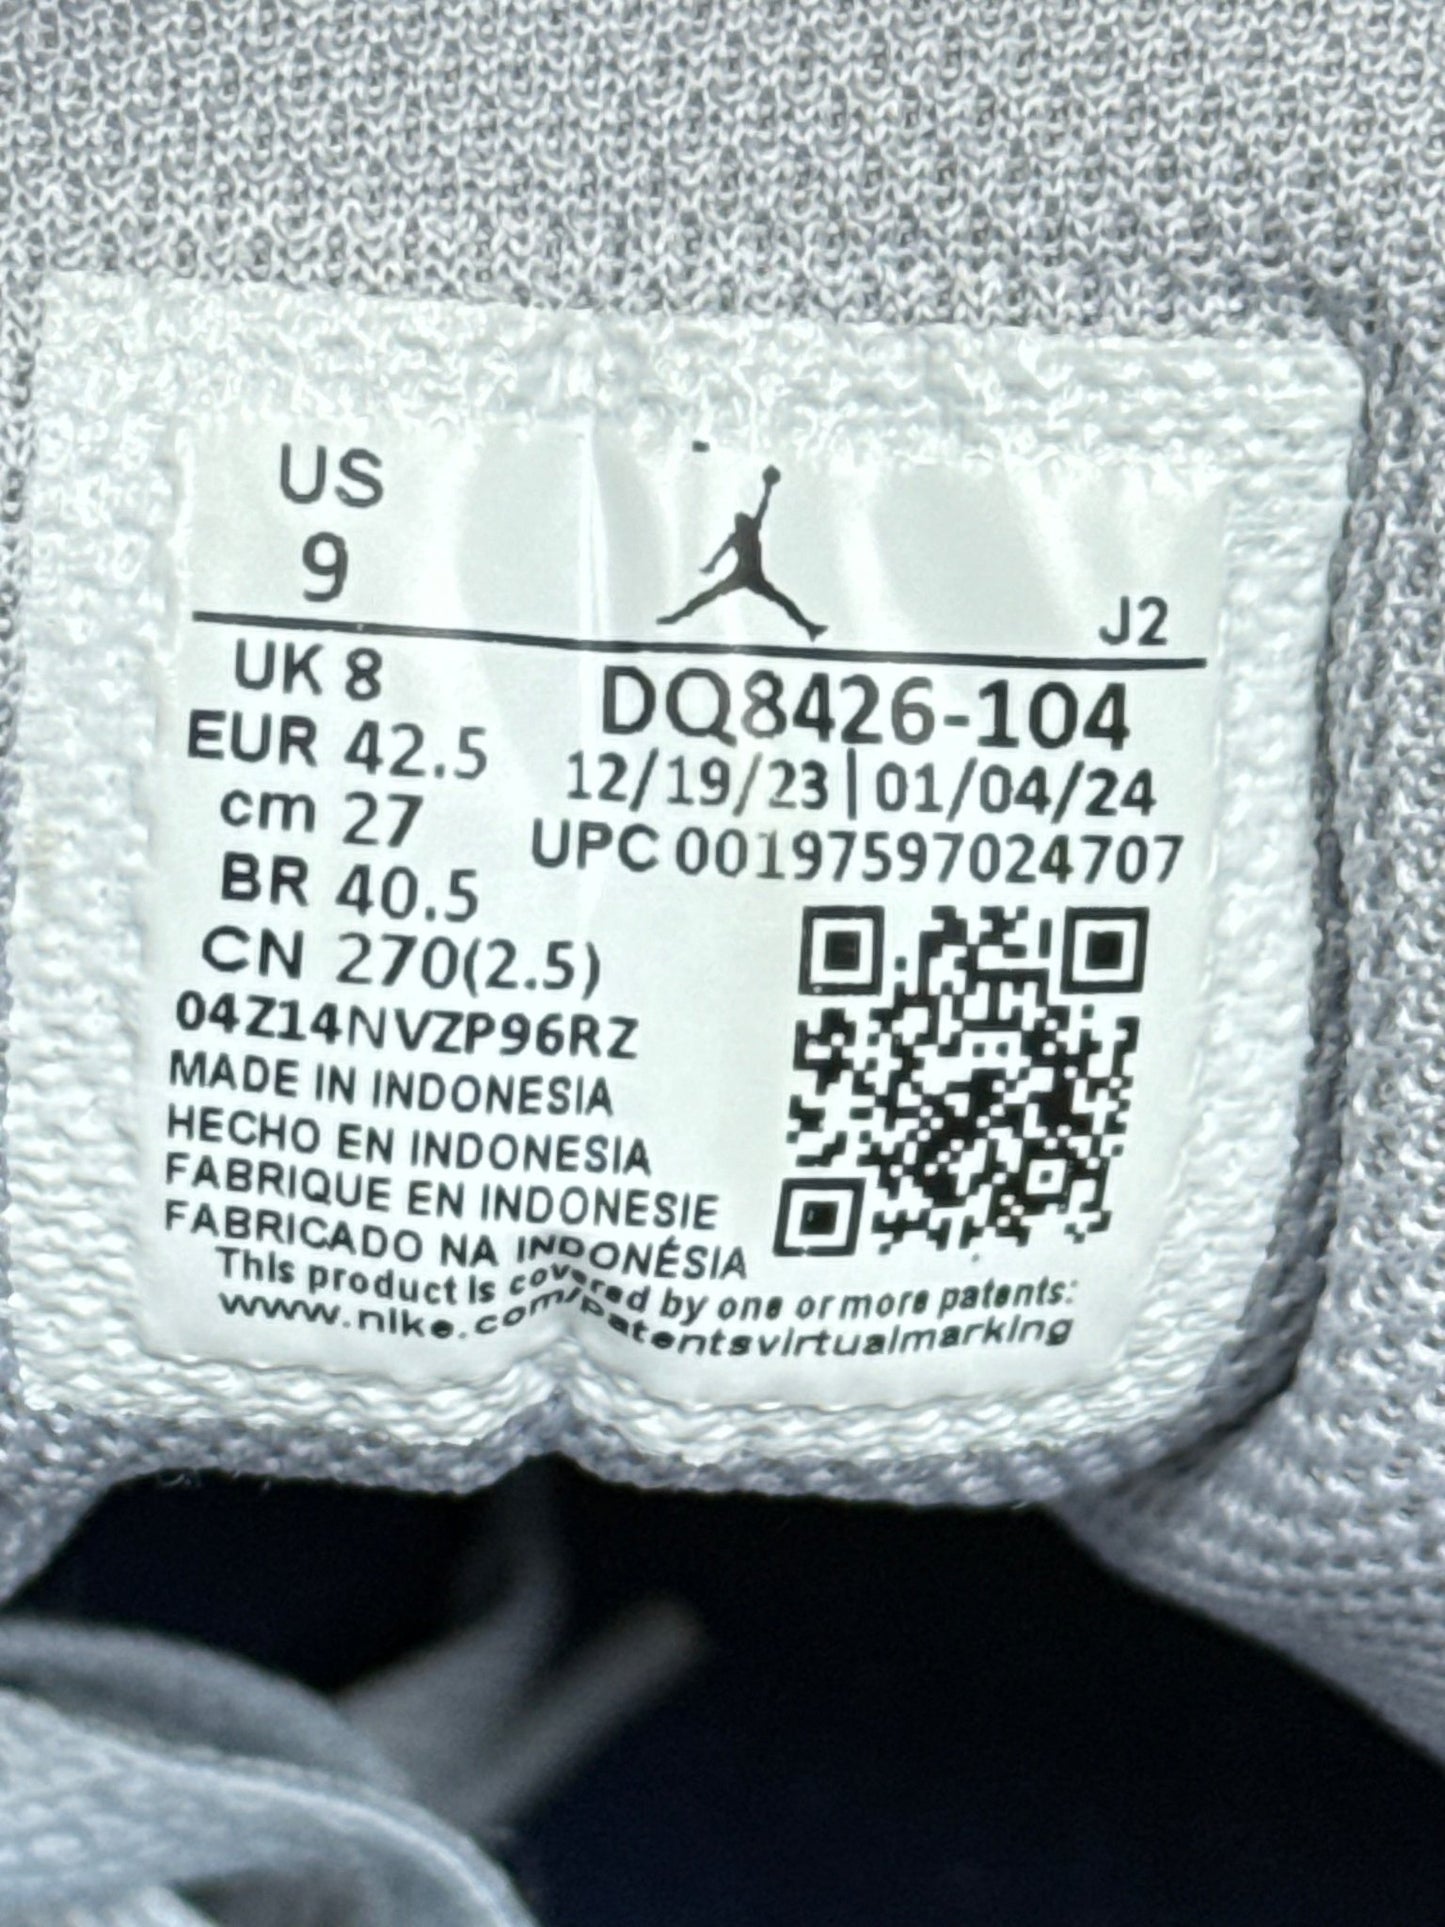 US
9
J2
UK 8
EUR 42.5
cm 27
BR 40.5
CN 270(2.5)
DQ8426-104
12/19/23|01/04/24
UPC 00197597024707
04Z14NVZP96RZ
MADE IN INDONESIA
HECHO EN INDONESIA
FABRIQUE EN INDONESIE
FABRICADO NA INDONÉSIA
This product is covered by one or more patents:
www.nike.com/patentsvirtualmarking